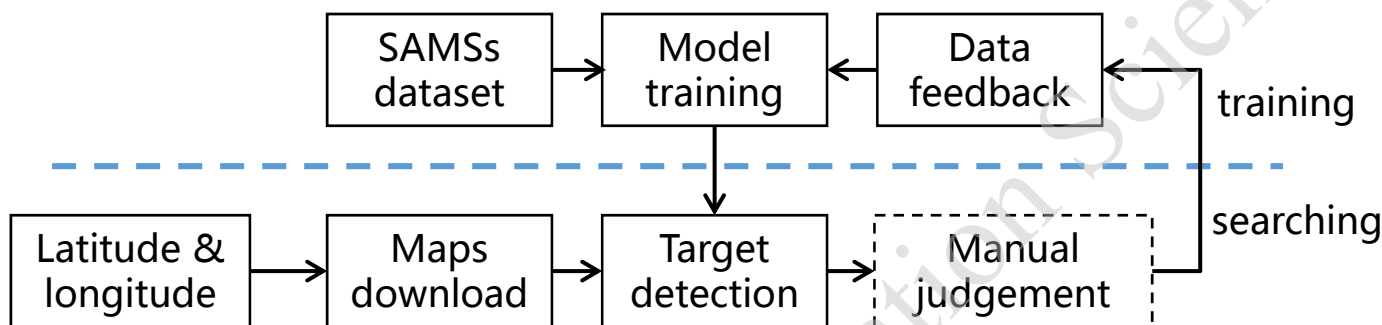 SAMSs
dataset
Model
training
Data
feedback
training
Latitude &
longitude
Maps
download
Target
detection
Manual
judgement
searching